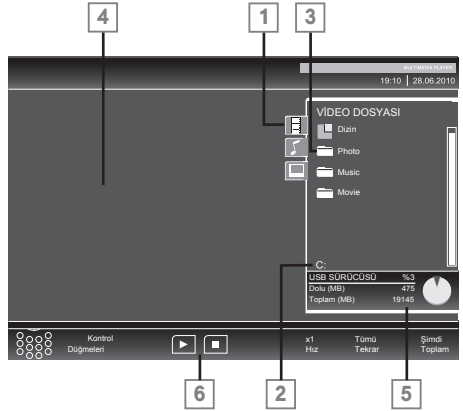 1
3
4
MULTIMEDIA PLAYER
19:10 28.06.2010
VİDEO DOSYASI
Dizin
Photo
Music
Movie
C:
USB SÜRÜCÜSÜ %3
Dolu (MB) 475
Toplam (MB) 19145
Kontrol
Düğmeleri
x1
Hız
Tümü
Tekrar
Şimdi
Toplam
6
2
5